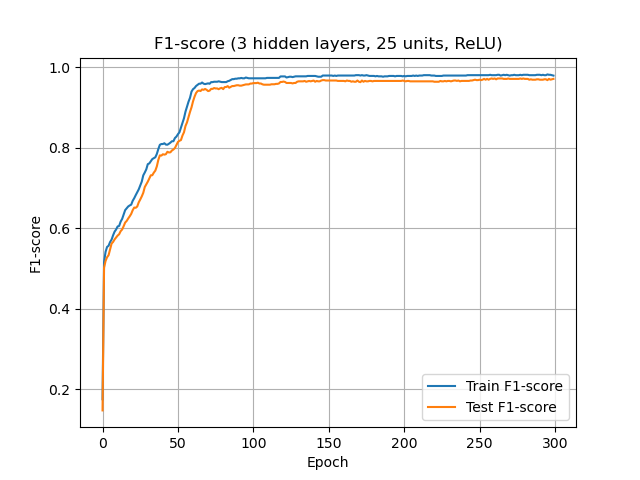 F1-score (3 hidden layers, 25 units, ReLU)
1.0
0.8
0.6
0.4
0.2
F1-score
0 50 100 150 200 250 300
Epoch
Train F1-score
Test F1-score